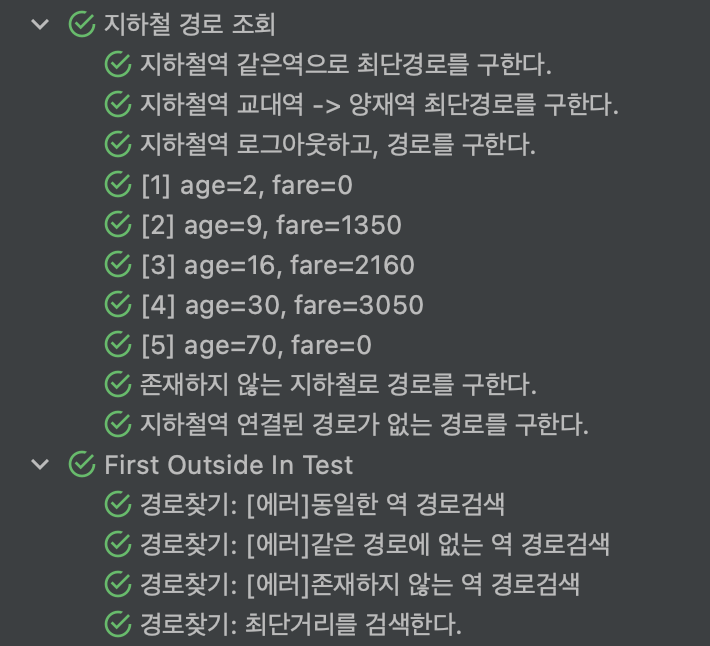 지하철 경로 조회
지하철역 같은역으로 최단경로를 구한다.
지하철역 교대역 -> 양재역 최단경로를 구한다.
지하철역 로그아웃하고, 경로를 구한다.
[1] age=2, fare=0
[2] age=9, fare=1350
[3] age=16, fare=2160
[4] age=30, fare=3050
[5] age=70, fare=0
존재하지 않는 지하철로 경로를 구한다.
지하철역 연결된 경로가 없는 경로를 구한다.
First Outside In Test
경로찾기: [에러]동일한 역 경로검색
경로찾기: [에러]같은 경로에 없는 역 경로검색
경로찾기: [에러]존재하지 않는 역 경로검색
경로찾기: 최단거리를 검색한다.